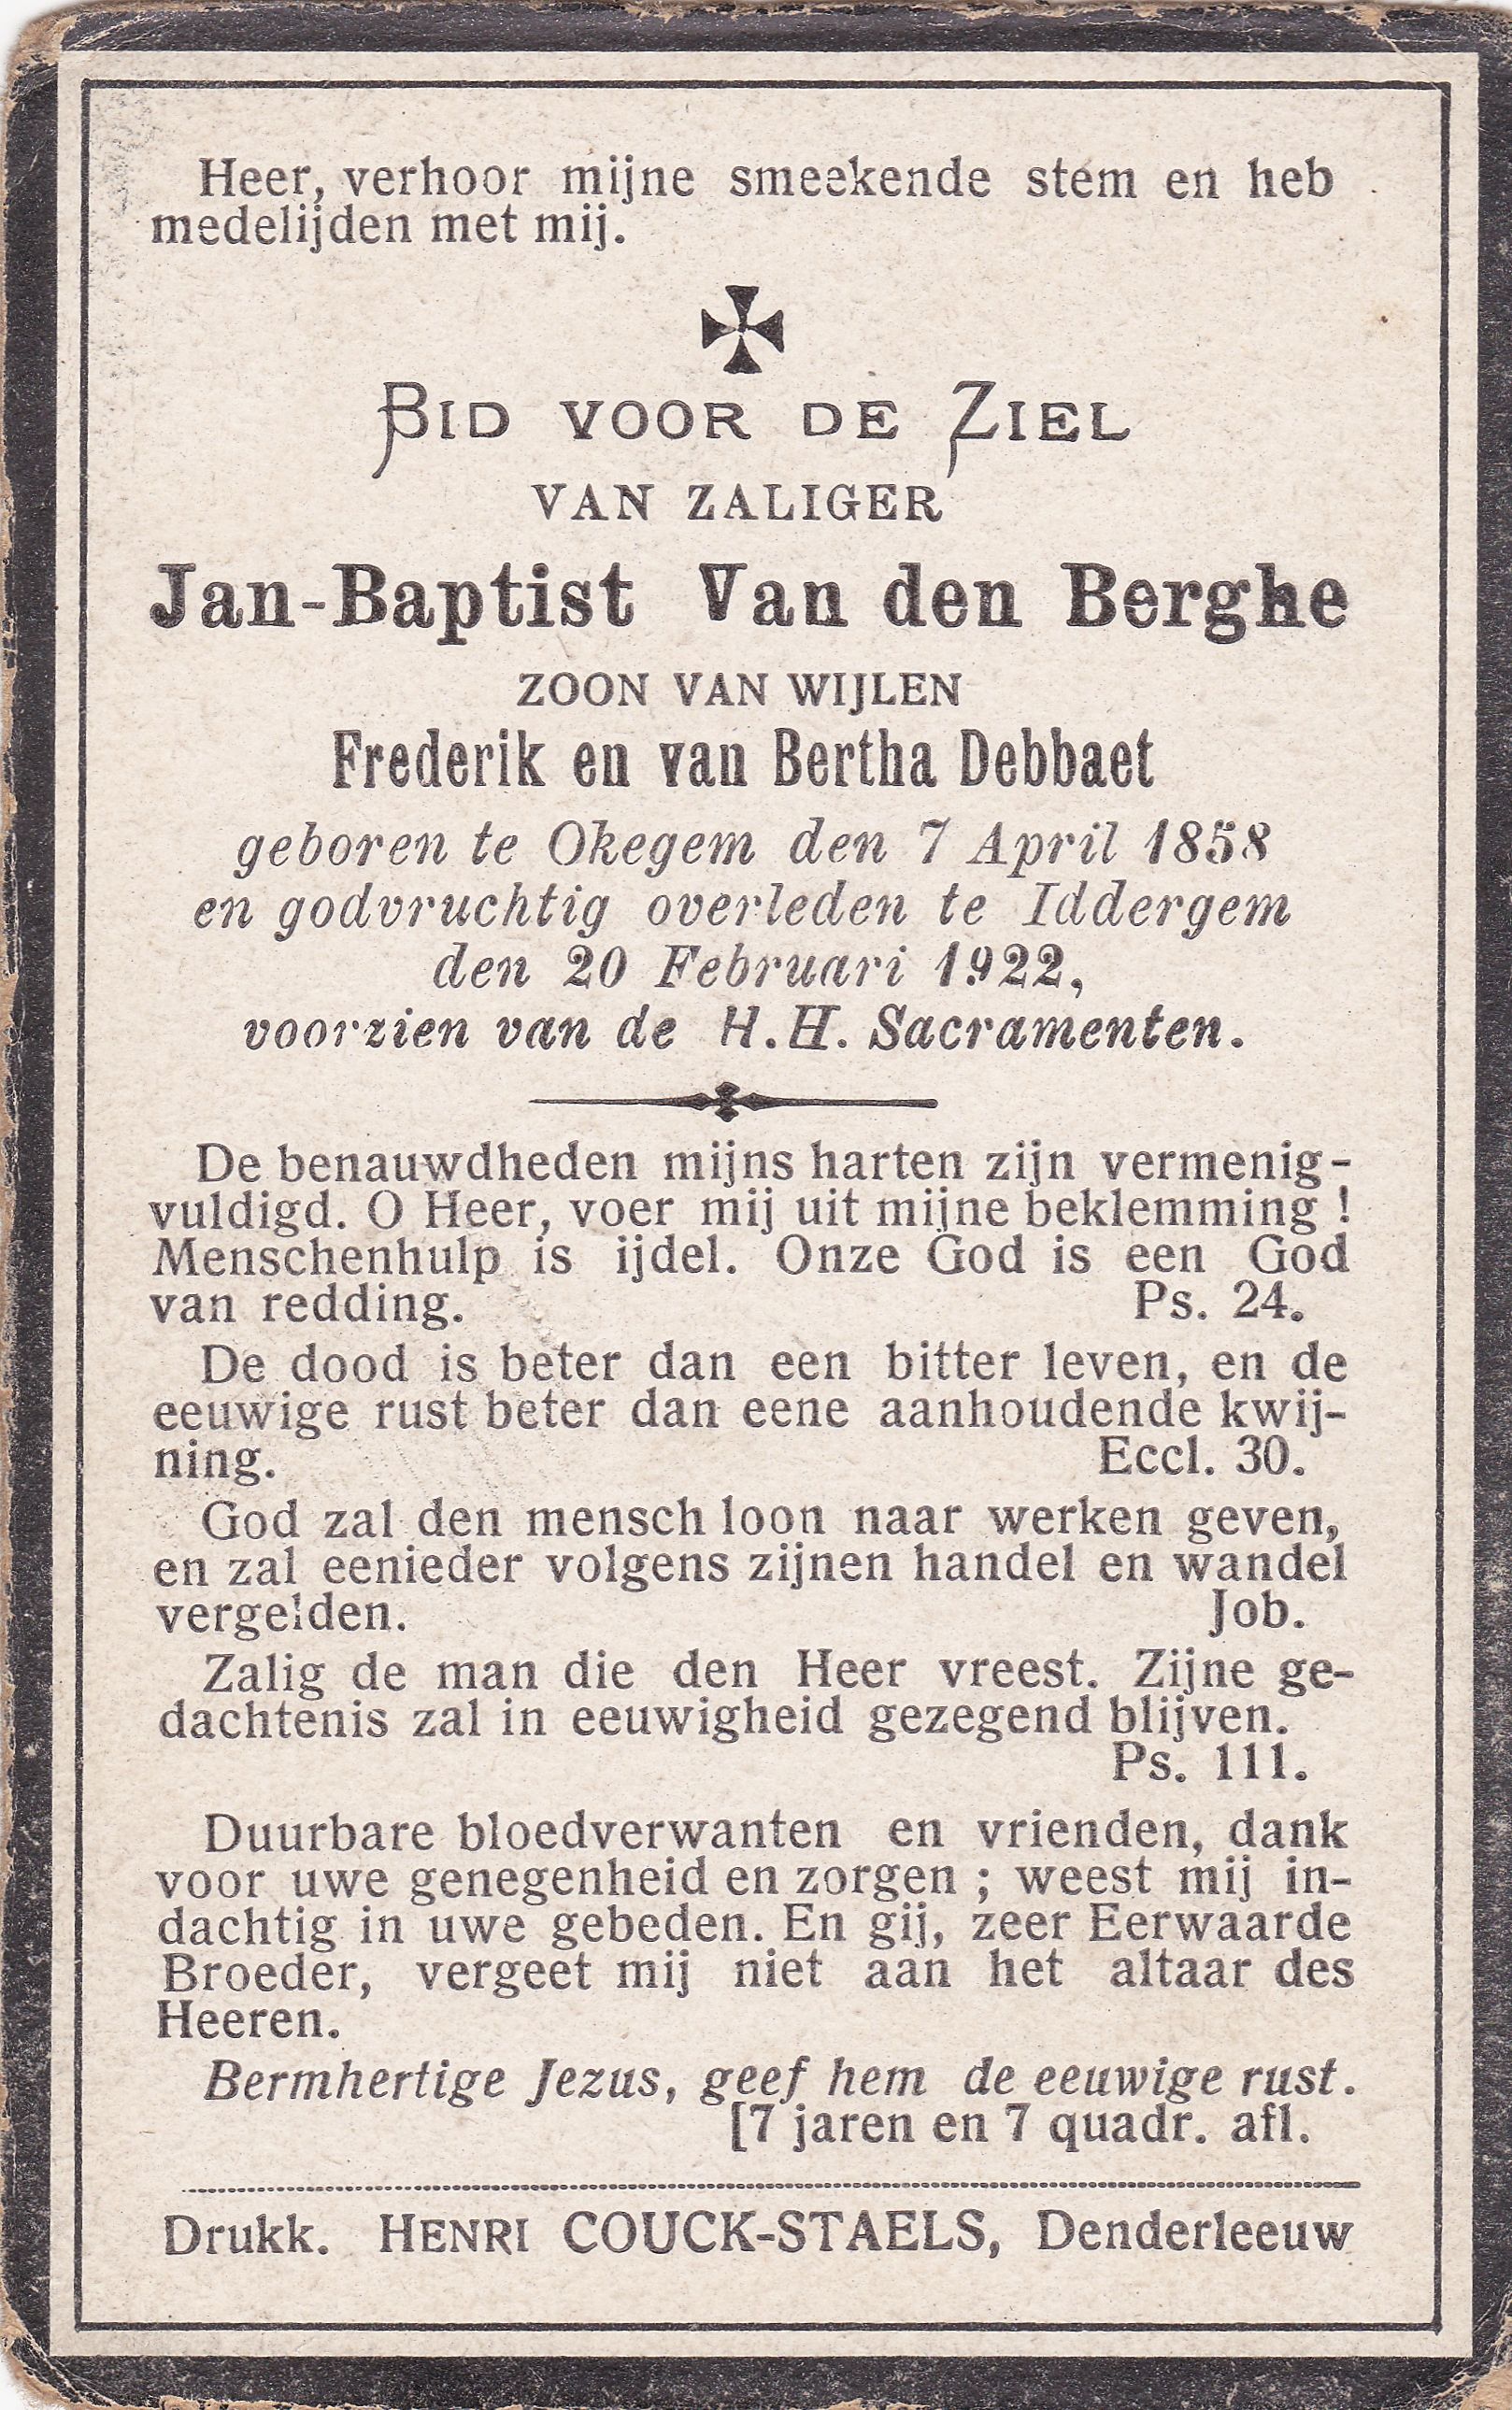 Heer, verhoor mijne smeekende stem en heb
medelijden met mij.
BID VOOR DE ZIEL
VAN ZALIGER
Jan-Baptist Van den Berghe
ZOON VAN WIJLEN
Frederik en van Bertha Debbaet
geboren te Okegem den 7 April 1858
en godvruchtig overleden te Iddergem
den 20 Februari 1922,
voorzien van de H.H. Sacramenten.
De benauwdheden mijns harten zijn vermenig-
vuldigd. O Heer, voer mij uit mijne beklemming !
Menschenhulp is ijdel. Onze God is een God
van redding. Ps. 24.
De dood is beter dan een bitter leven, en de
eeuwige rust beter dan eene aanhoudende kwij-
ning. Eccl. 30.
God zal den mensch loon naar werken geven,
en zal eenieder volgens zijnen handel en wandel
vergelden. Job.
Zalig de man die den Heer vreest. Zijne ge-
dachtenis zal in eeuwigheid gezegend blijven.
Ps. 111.
Duurbare bloedverwanten en vrienden, dank
voor uwe genegenheid en zorgen ; weest mij in-
dachtig in uwe gebeden. En gij, zeer Eerwaarde
Broeder, vergeet mij niet aan het altaar des
Heeren.
Bermhertige Jezus, geef hem de eeuwige rust.
[7 jaren en 7 quadr. afl.
Drukk. HENRI COUCK-STAELS, Denderleeuw